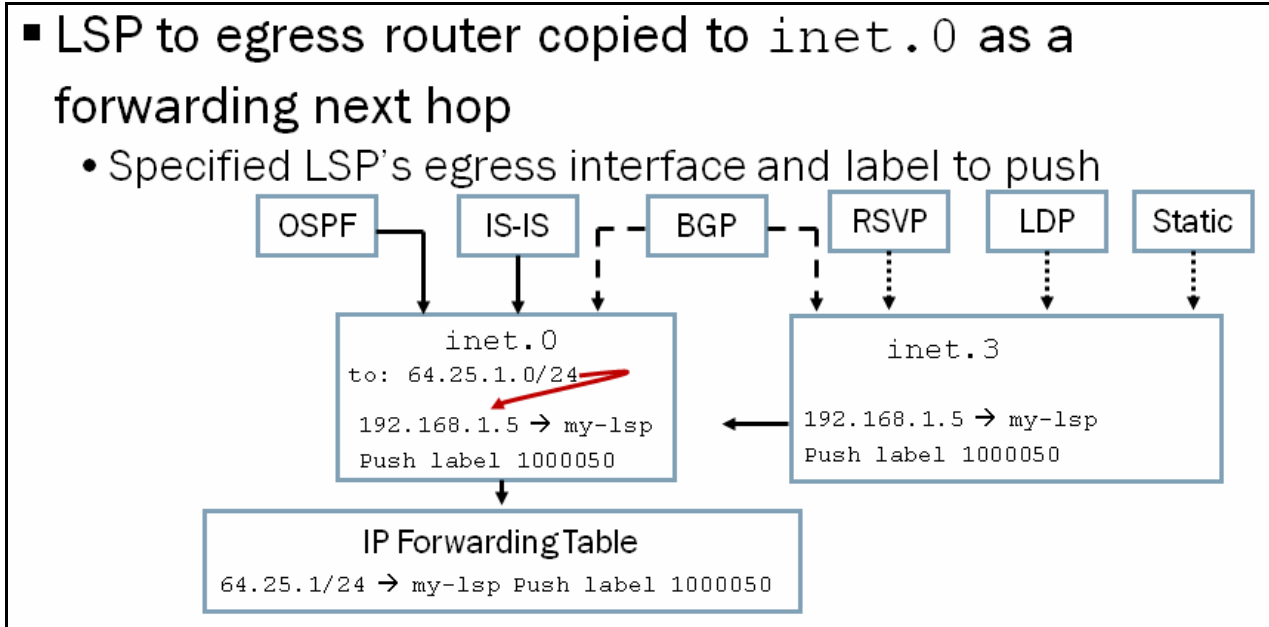 ▪ LSP to egress router copied to inet.0 as a
forwarding next hop
• Specified LSP's egress interface and label to push
OSPF IS-IS BGP RSVP LDP Static
inet.0
to: 64.25.1.0/24
192.168.1.5 → my-lsp
Push label 1000050
inet.3
192.168.1.5 → my-lsp
Push label 1000050
IP Forwarding Table
64.25.1/24 → my-lsp Push label 1000050